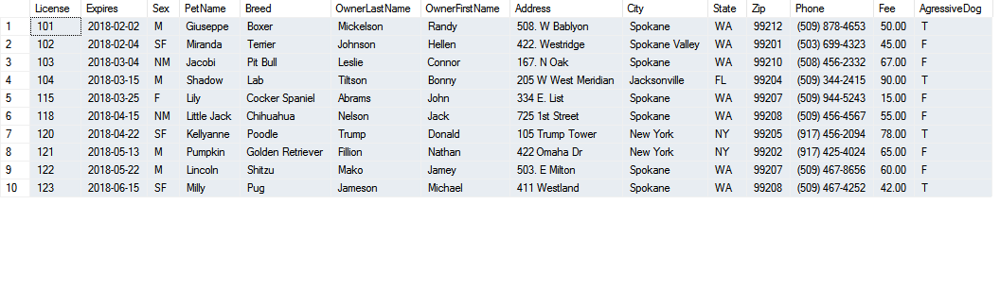 License Expires Sex PetName Breed OwnerLastName OwnerFirstName Address City State Zip Phone Fee AgressiveDog
1 101 2018-02-02 M Giuseppe Boxer Mickelson Randy 508. W Bablyon Spokane WA 99212 (509) 878-4653 50.00 T
2 102 2018-02-04 SF Miranda Terrier Johnson Hellen 422. Westridge Spokane Valley WA 99201 (503) 699-4323 45.00 F
3 103 2018-03-04 NM Jacobi Pit Bull Leslie Connor 167. N Oak Spokane WA 99210 (508) 456-2332 67.00 F
4 104 2018-03-15 M Shadow Lab Tiltson Bonny 205 W West Meridian Jacksonville FL 99204 (509) 344-2415 90.00 T
5 115 2018-03-25 F Lily Cocker Spaniel Abrams John 334 E. List Spokane WA 99207 (509) 944-5243 15.00 F
6 118 2018-04-15 NM Little Jack Chihuahua Nelson Jack 725 1st Street Spokane WA 99208 (509) 456-4567 55.00 F
7 120 2018-04-22 SF Kellyanne Poodle Trump Donald 105 Trump Tower New York NY 99205 (917) 456-2094 78.00 T
8 121 2018-05-13 M Pumpkin Golden Retriever Fillion Nathan 422 Omaha Dr New York NY 99202 (917) 425-4024 65.00 F
9 122 2018-05-22 M Lincoln Shitzu Mako Jamey 503. E Milton Spokane WA 99207 (509) 467-8656 60.00 F
10 123 2018-06-15 SF Milly Pug Jameson Michael 411 Westland Spokane WA 99208 (509) 467-4252 42.00 T